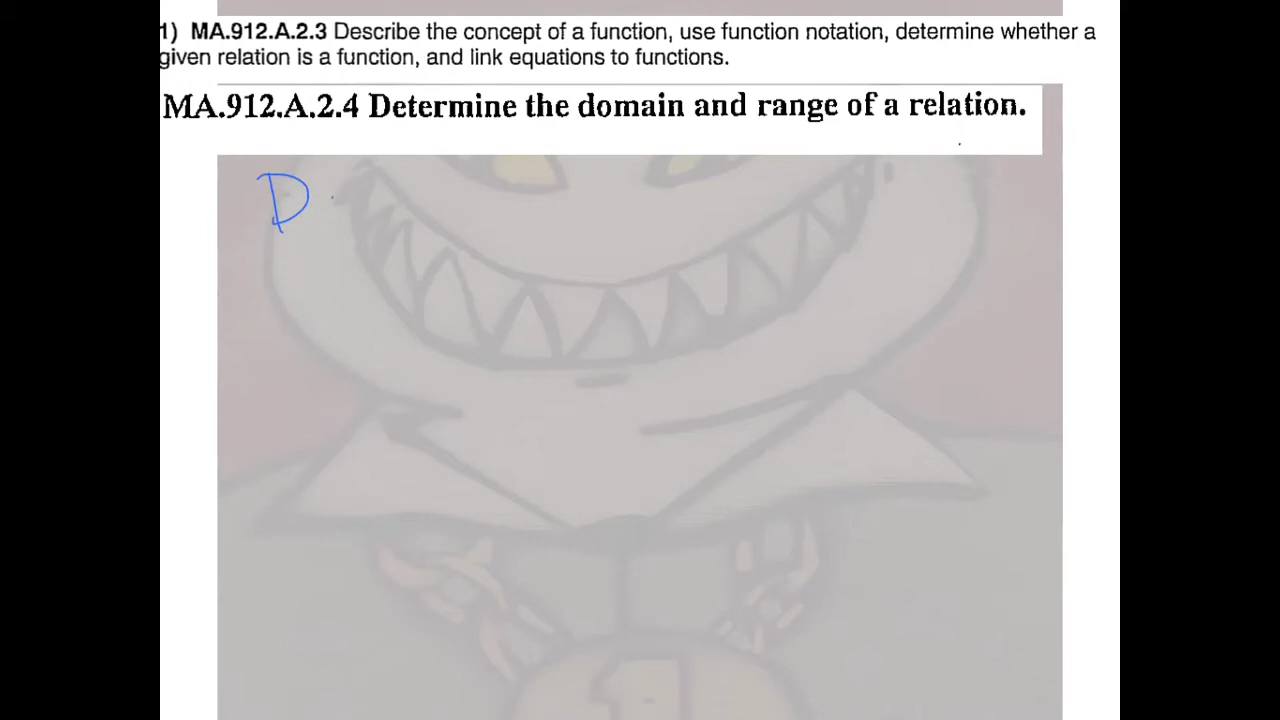 1) MA.912.A.2.3 Describe the concept of a function, use function notation, determine whether a
given relation is a function, and link equations to functions.
MA.912.A.2.4 Determine the domain and range of a relation.
D
1